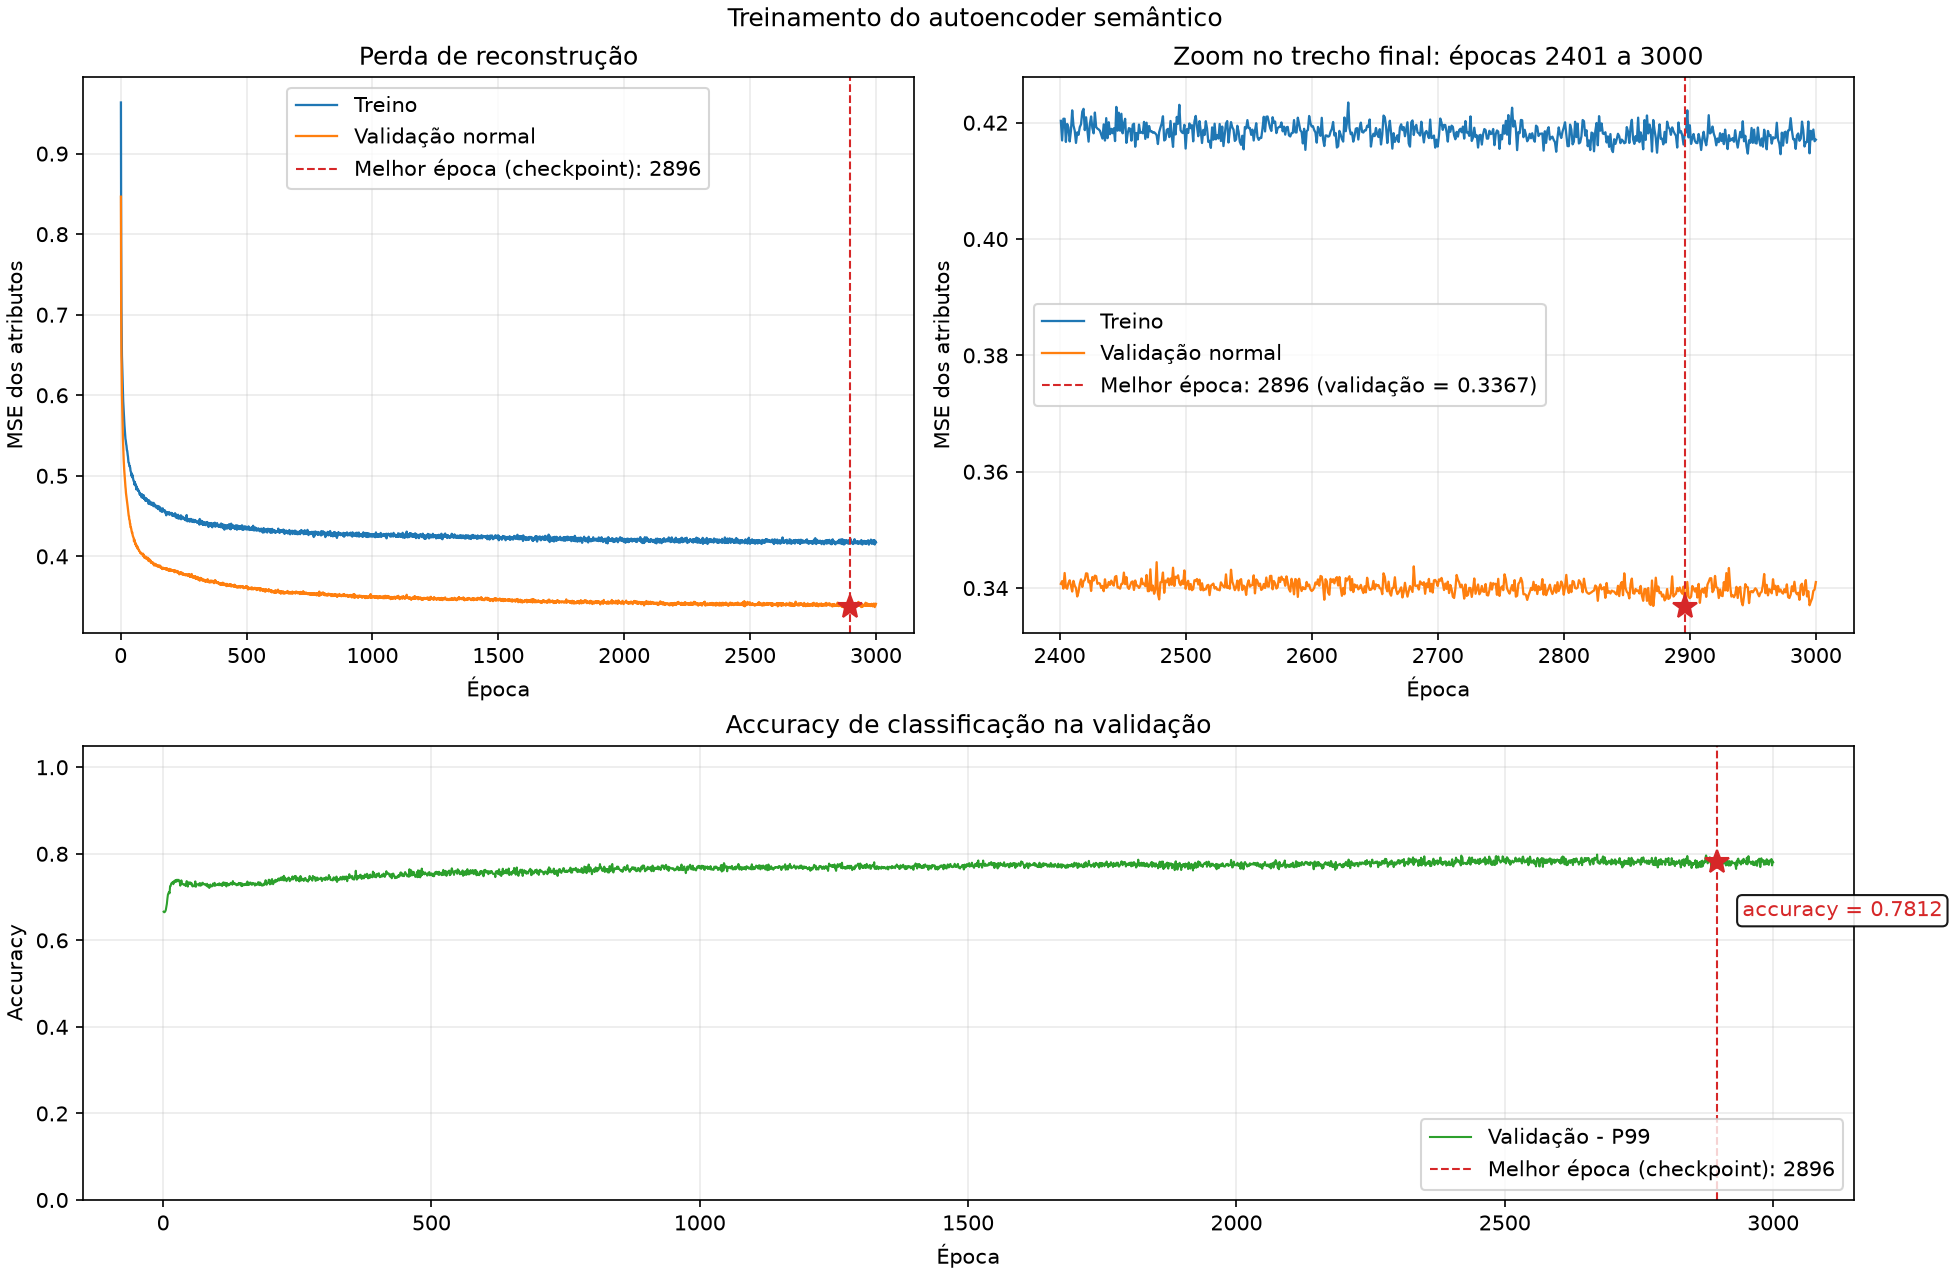 Treinamento do autoencoder semântico
Perda de reconstrução
MSE dos atributos
0.9
0.8
0.7
0.6
0.5
0.4
Treino
Validação normal
Melhor época (checkpoint): 2896
0 500 1000 1500 2000 2500 3000
Época
Zoom no trecho final: épocas 2401 a 3000
MSE dos atributos
0.42
0.40
0.38
0.36
0.34
Treino
Validação normal
Melhor época: 2896 (validação = 0.3367)
2400 2500 2600 2700 2800 2900 3000
Época
Accuracy de classificação na validação
Accuracy
1.0
0.8
0.6
0.4
0.2
0.0
accuracy = 0.7812
Validação - P99
Melhor época (checkpoint): 2896
0 500 1000 1500 2000 2500 3000
Época